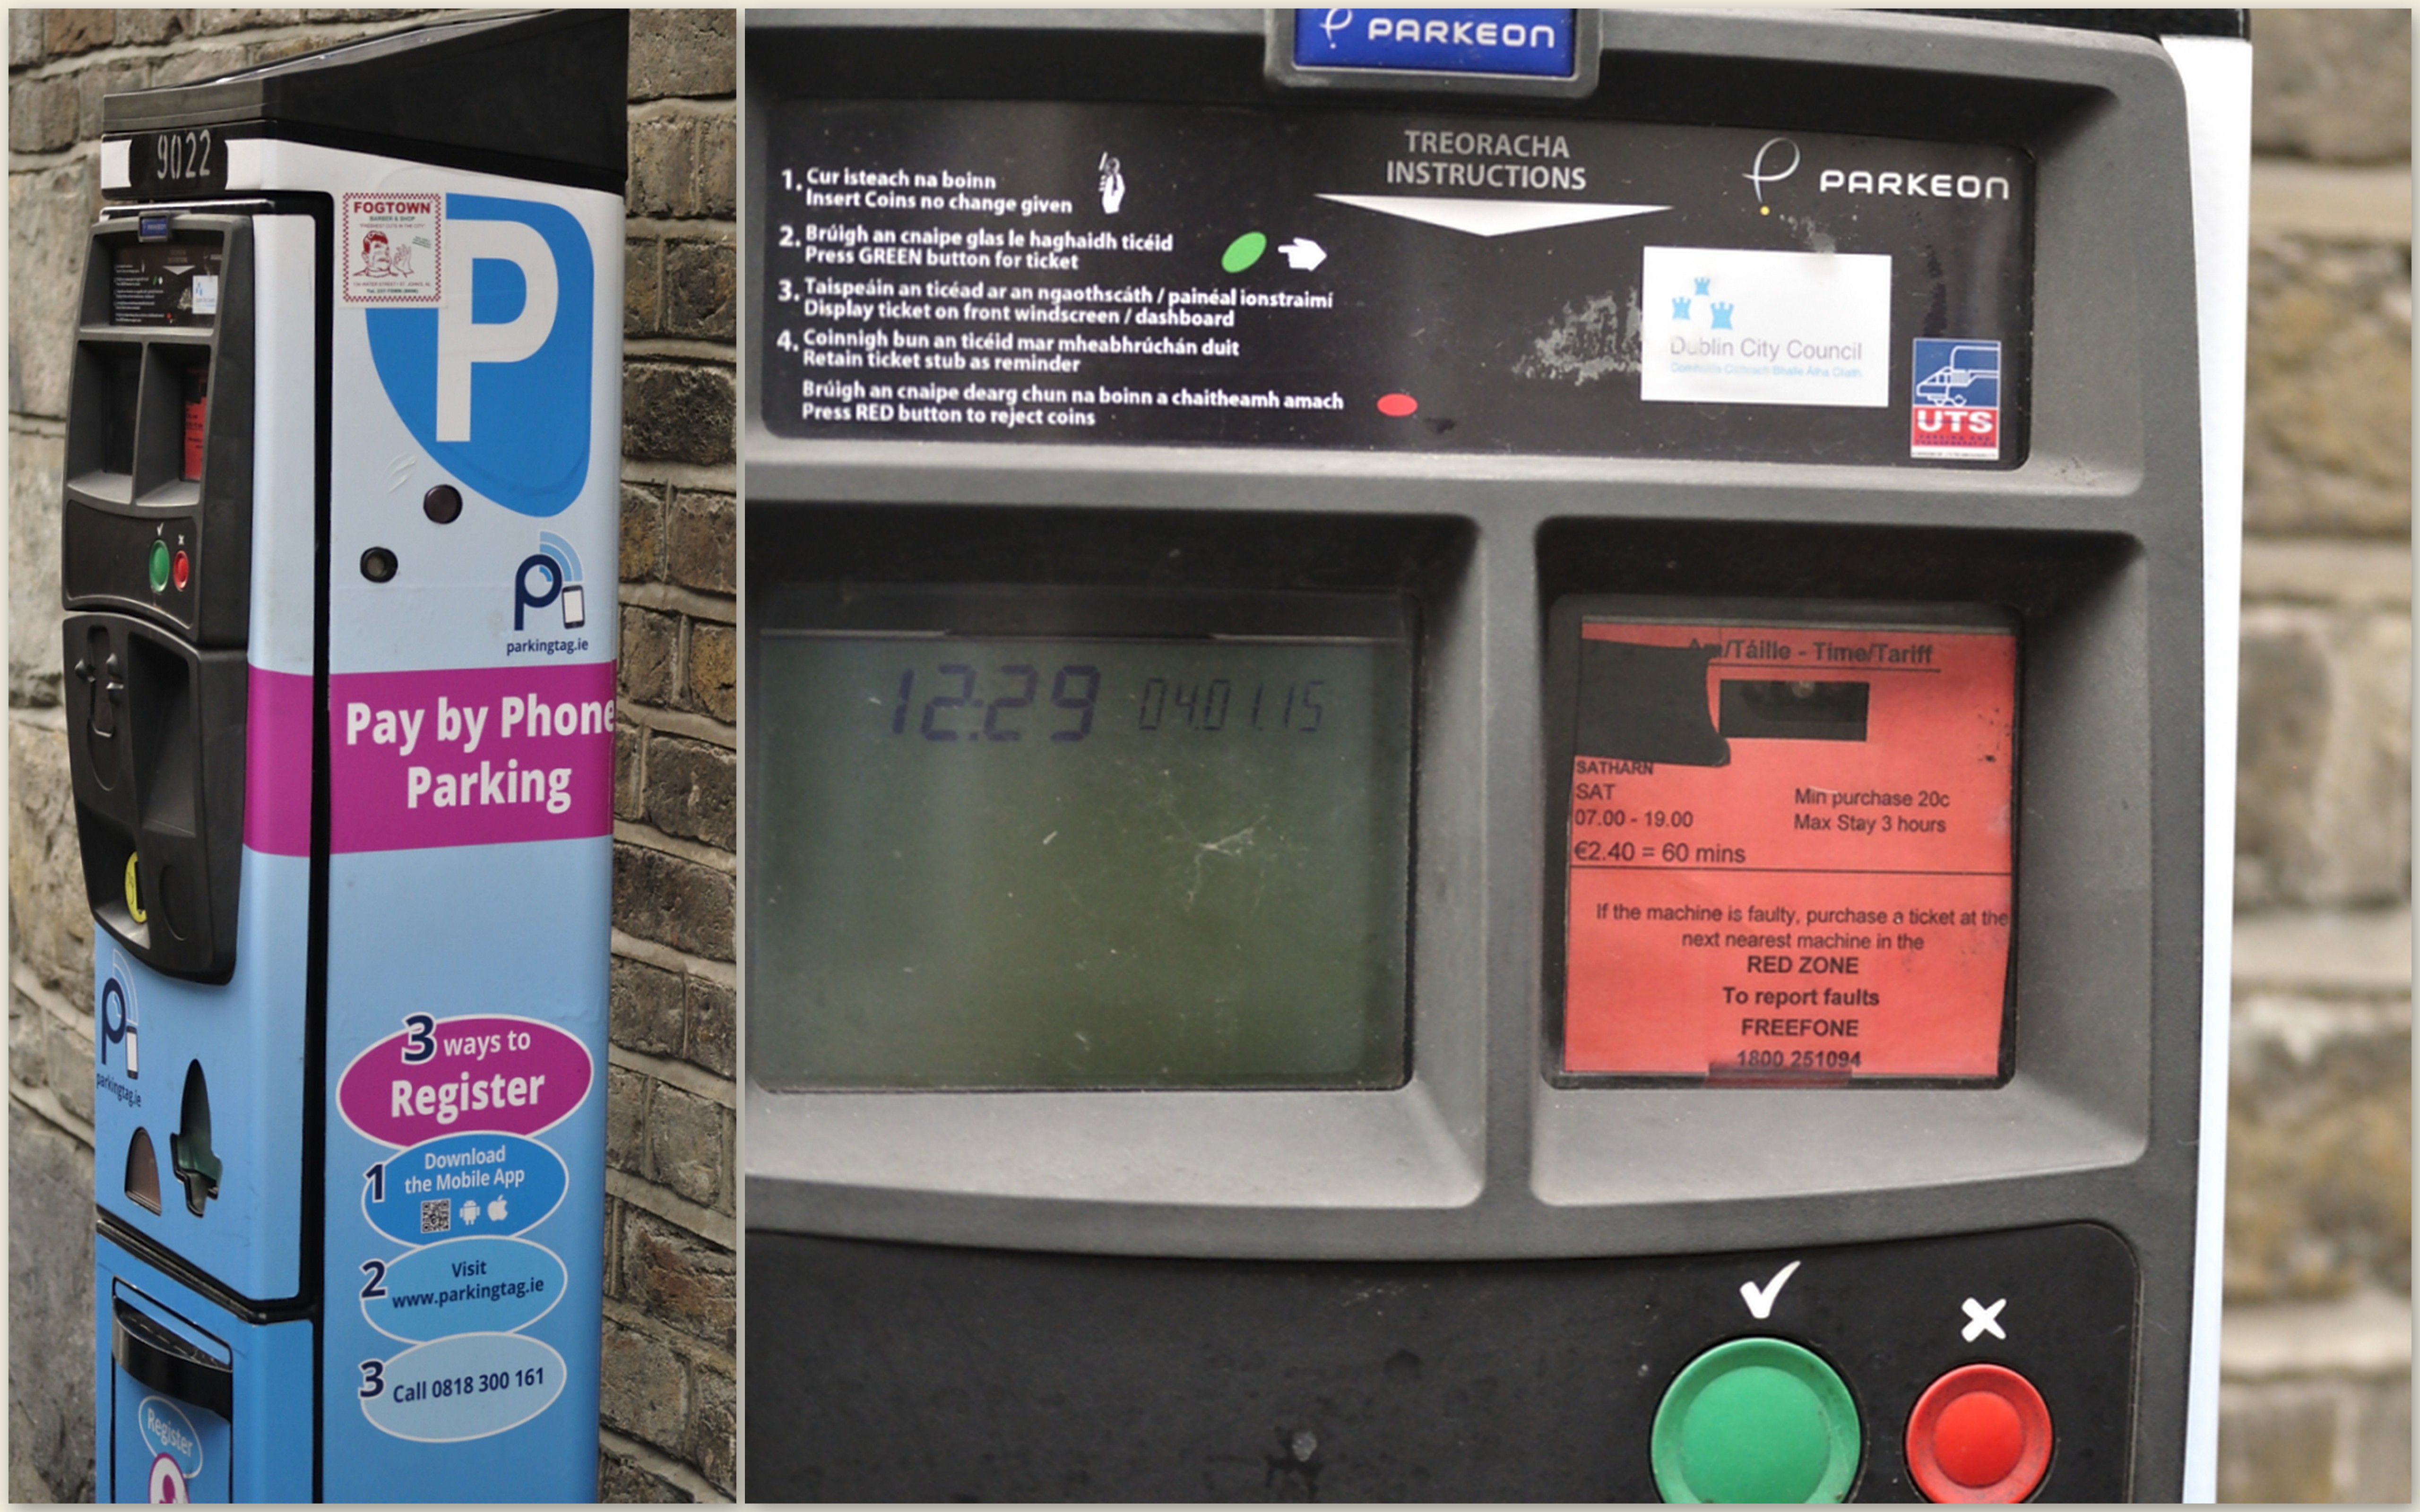 9022
FOGTOWN
BARBER & SHOP
P
parkingtag.ie
Pay by Phone
Parking
3 ways to
Register
1 Download
the Mobile App
2 Visit
www.parkingtag.ie
3 Call 0818 300 161
parkingtag.ie
Register
PARKEON
TREORACHA
INSTRUCTIONS
PARKEON
1. Cur isteach na boinn
Insert Coins no change given
2. Brúigh an cnaipe glas le haghaidh ticéid
Press GREEN button for ticket
3. Taispeáin an ticéad ar an ngaothscáth / painéal ionstraimí
Display ticket on front windscreen / dashboard
4. Coinnigh bun an ticéid mar mheabhrúchán duit
Retain ticket stub as reminder
Brúigh an cnaipe dearg chun na boinn a chaitheamh amach
Press RED button to reject coins
Dublin City Council
Comhairle Cathrach Bhaile Átha Cliath
UTS
12:29 04.01.15
/Táille - Time/Tariff
SATHARN
SAT
07.00 - 19.00
€2.40 = 60 mins
Min purchase 20c
Max Stay 3 hours
If the machine is faulty, purchase a ticket at the
next nearest machine in the
RED ZONE
To report faults
FREEFONE
1800 251094